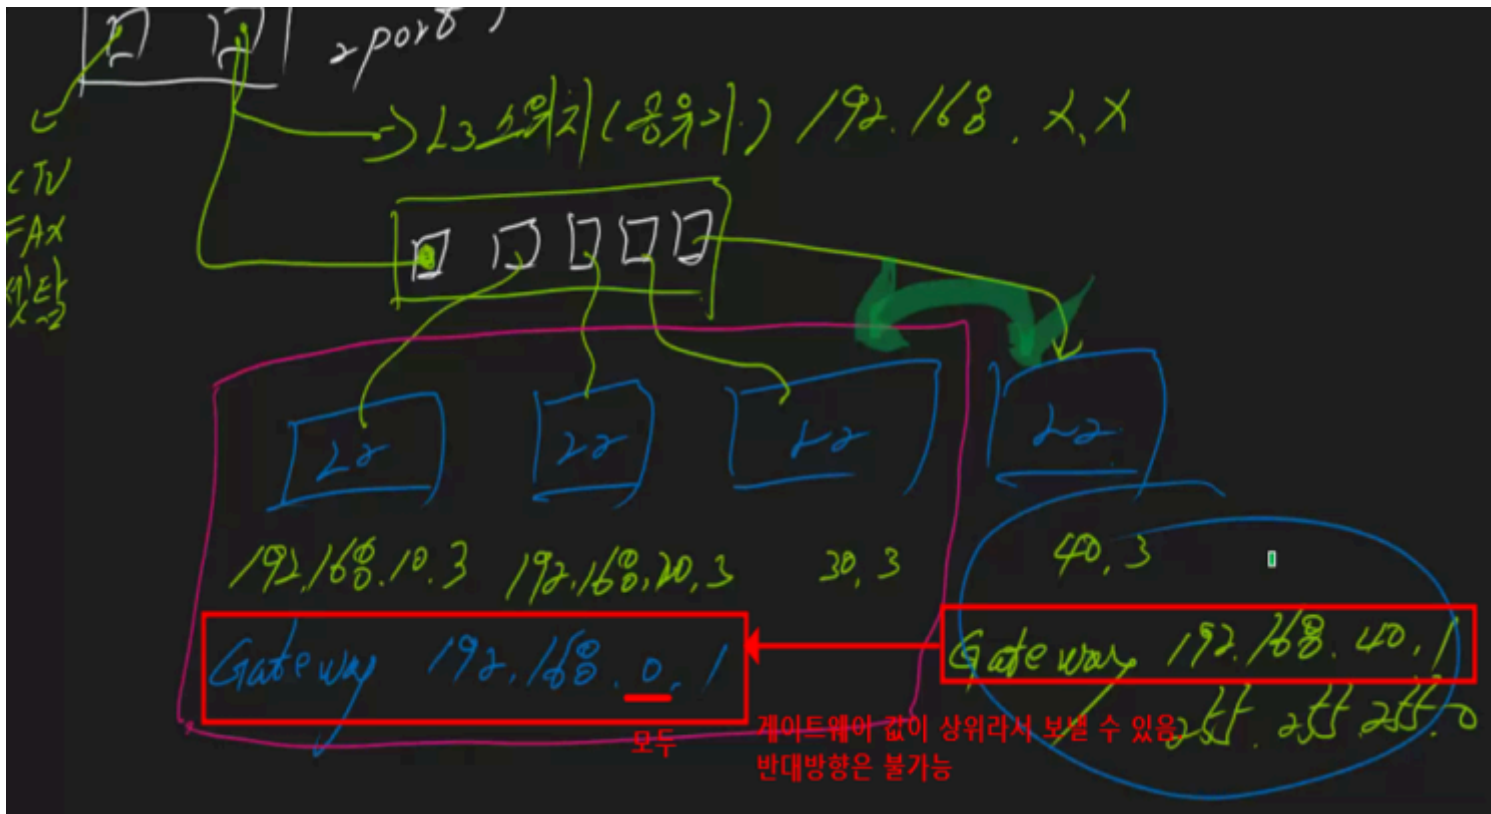 2port
→ L3스위치(공유기) 192.168.x.x
CTV
FAX
L2 L2 L2 L2
192.168.10.3 192.168.20.3 30.3 40.3
Gateway 192.168.0.1 Gateway 192.168.40.1
255.255.255.0
모두
게이트웨이 값이 상위라서 보낼 수 있음
반대방향은 불가능